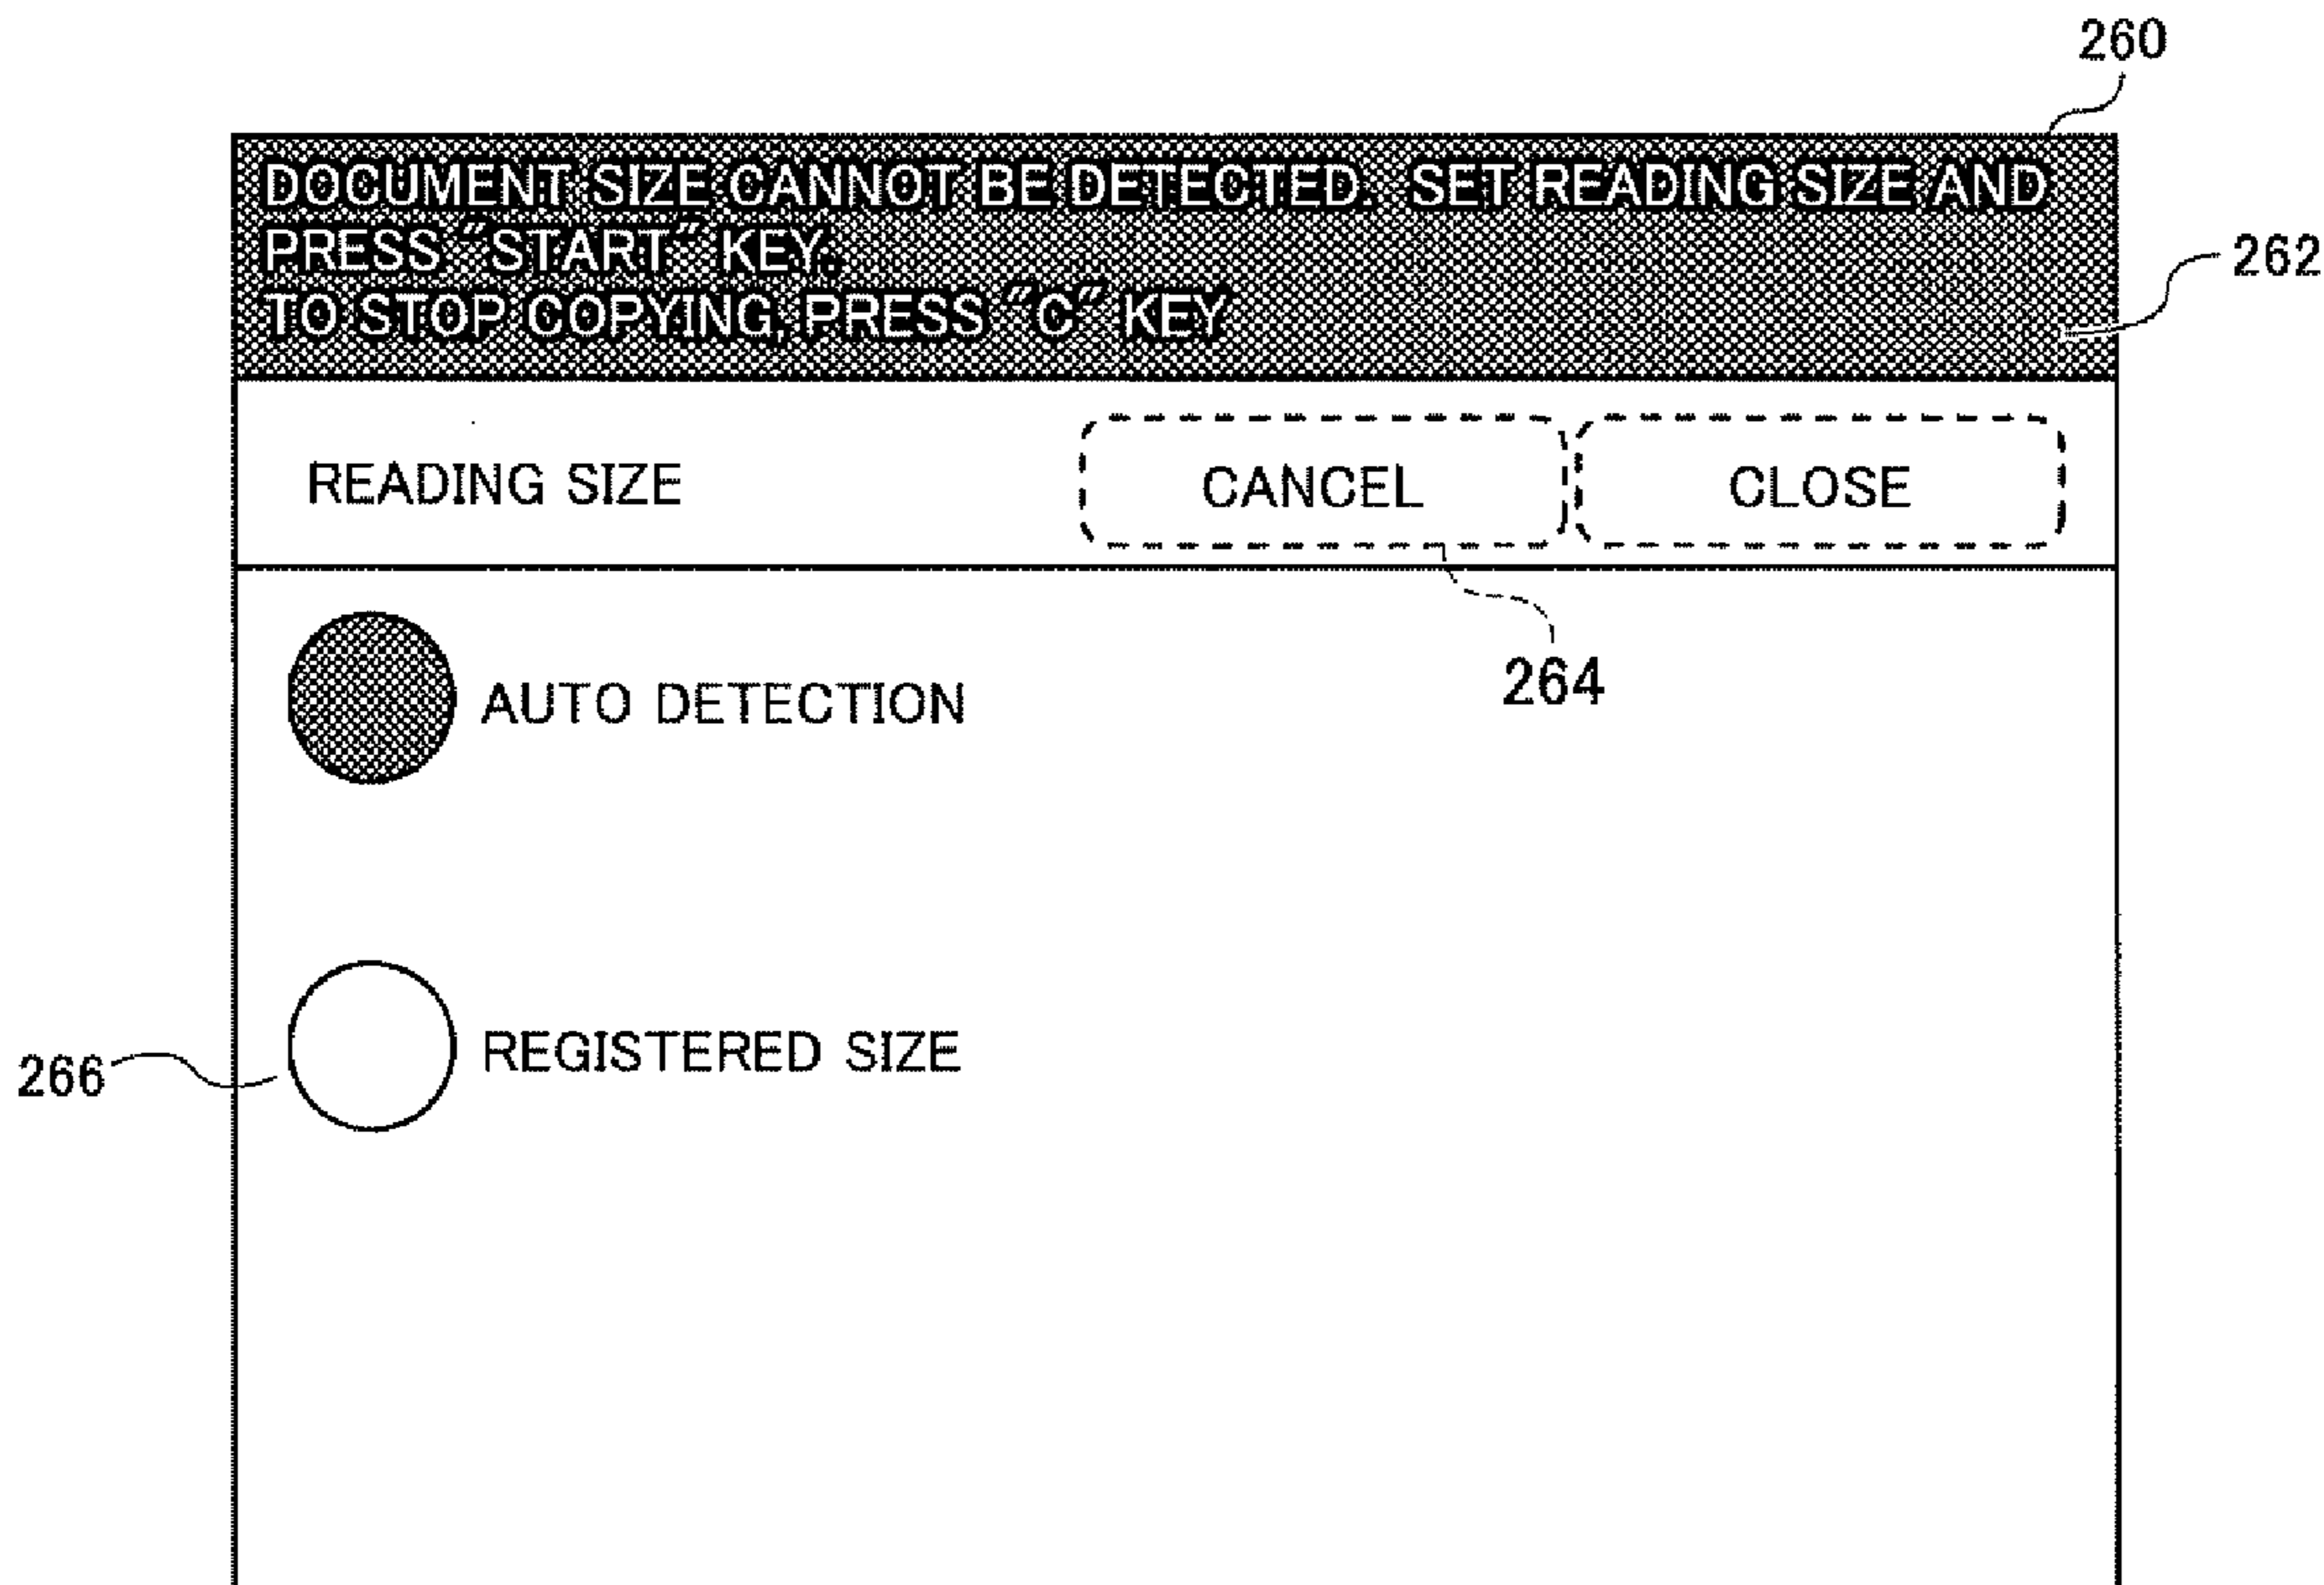 260
DOCUMENT SIZE CANNOT BE DETECTED. SET READING SIZE AND
PRESS "START" KEY.
TO STOP COPYING, PRESS "C" KEY
262
READING SIZE CANCEL CLOSE
264
AUTO DETECTION
266 REGISTERED SIZE